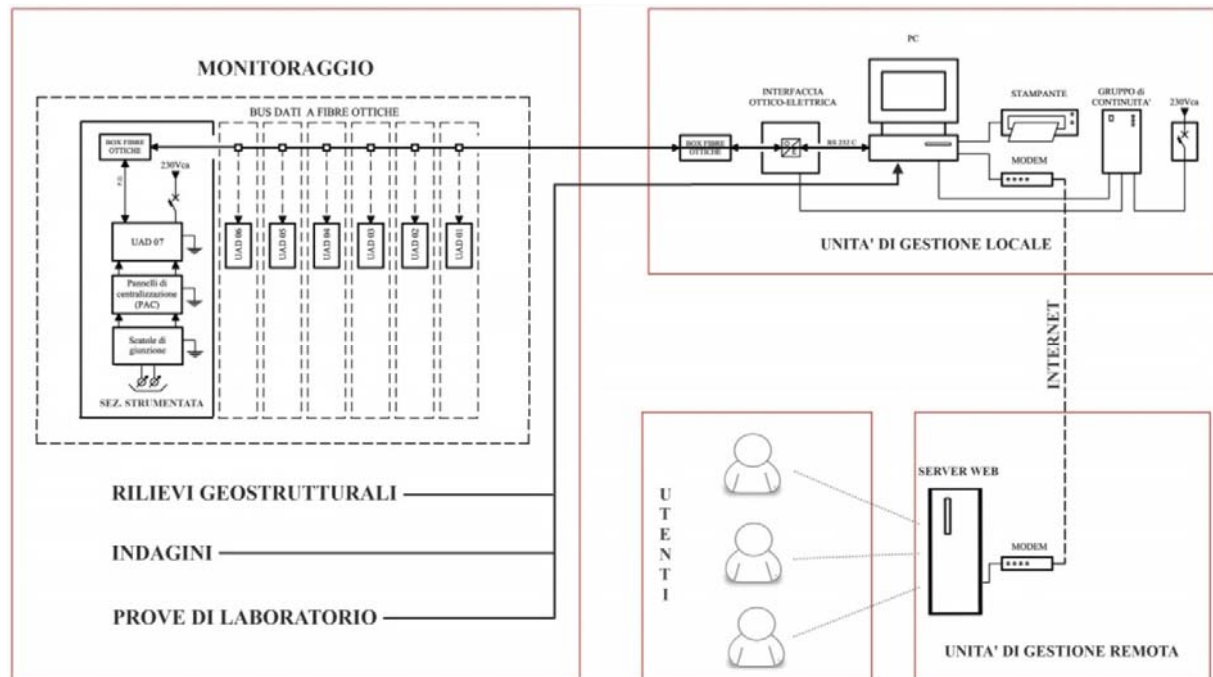 MONITORAGGIO
BUS DATI A FIBRE OTTICHE
BOX FIBRE
OTTICHE
230Vca
F.O.
UAD 07
Pannelli di
centralizzazione
(PAC)
Scatole di
giunzione
SEZ. STRUMENTATA
UAD 06
UAD 05
UAD 04
UAD 03
UAD 02
UAD 01
RILIEVI GEOSTRUTTURALI
INDAGINI
PROVE DI LABORATORIO
BOX FIBRE
OTTICHE
INTERFACCIA
OTTICO-ELETTRICA
O
E
RS 232 C
PC
STAMPANTE
MODEM
GRUPPO di
CONTINUITA'
230Vca
UNITA' DI GESTIONE LOCALE
INTERNET
UTENTI
SERVER WEB
MODEM
UNITA' DI GESTIONE REMOTA